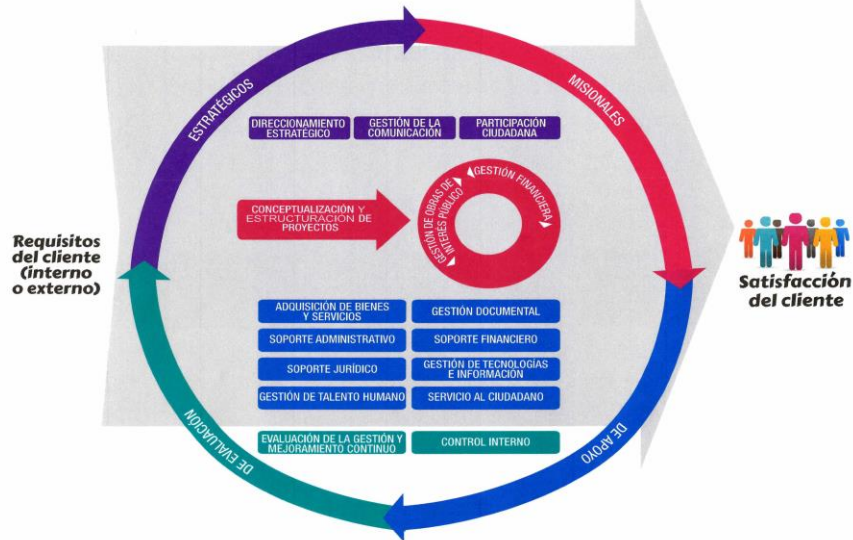 ESTRATÉGICOS
MISIONALES
DIRECCIONAMIENTO
ESTRATÉGICO
GESTIÓN DE LA
COMUNICACIÓN
PARTICIPACIÓN
CIUDADANA
CONCEPTUALIZACIÓN Y
ESTRUCTURACIÓN DE
PROYECTOS
GESTIÓN DE OBRAS DE
INTERÉS PÚBLICO
GESTIÓN FINANCIERA
Requisitos
del cliente
(interno
o externo)
Satisfacción
del cliente
ADQUISICIÓN DE BIENES
Y SERVICIOS
GESTIÓN DOCUMENTAL
SOPORTE ADMINISTRATIVO
SOPORTE FINANCIERO
SOPORTE JURÍDICO
GESTIÓN DE TECNOLOGÍAS
E INFORMACIÓN
GESTIÓN DE TALENTO HUMANO
SERVICIO AL CIUDADANO
EVALUACIÓN DE LA GESTIÓN Y
MEJORAMIENTO CONTINUO
CONTROL INTERNO
DE EVALUACIÓN
DE APOYO